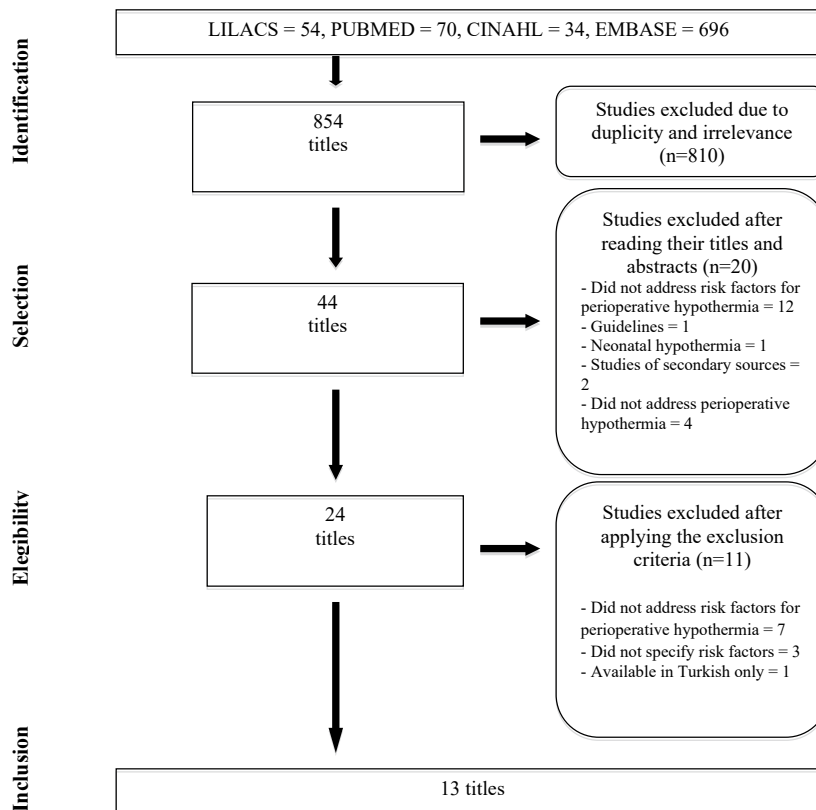 LILACS = 54, PUBMED = 70, CINAHL = 34, EMBASE = 696
Identification
854
titles
Studies excluded due to
duplicity and irrelevance
(n=810)
Selection
44
titles
Studies excluded after
reading their titles and
abstracts (n=20)
- Did not address risk factors for
perioperative hypothermia = 12
- Guidelines = 1
- Neonatal hypothermia = 1
- Studies of secondary sources =
2
- Did not address perioperative
hypothermia = 4
Elegibility
24
titles
Studies excluded after
applying the exclusion
criteria (n=11)
- Did not address risk factors for
perioperative hypothermia = 7
- Did not specify risk factors = 3
- Available in Turkish only = 1
Inclusion
13 titles